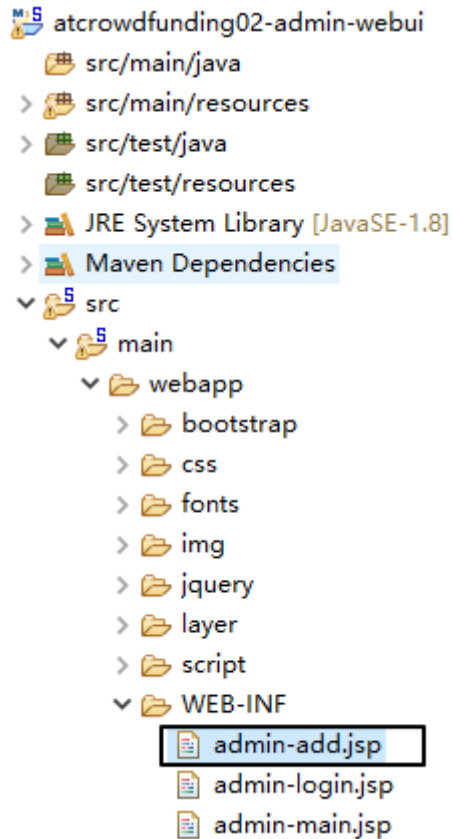 atcrowdfunding02-admin-webui
src/main/java
src/main/resources
src/test/java
src/test/resources
JRE System Library [JavaSE-1.8]
Maven Dependencies
src
main
webapp
bootstrap
css
fonts
img
jquery
layer
script
WEB-INF
admin-add.jsp
admin-login.jsp
admin-main.jsp